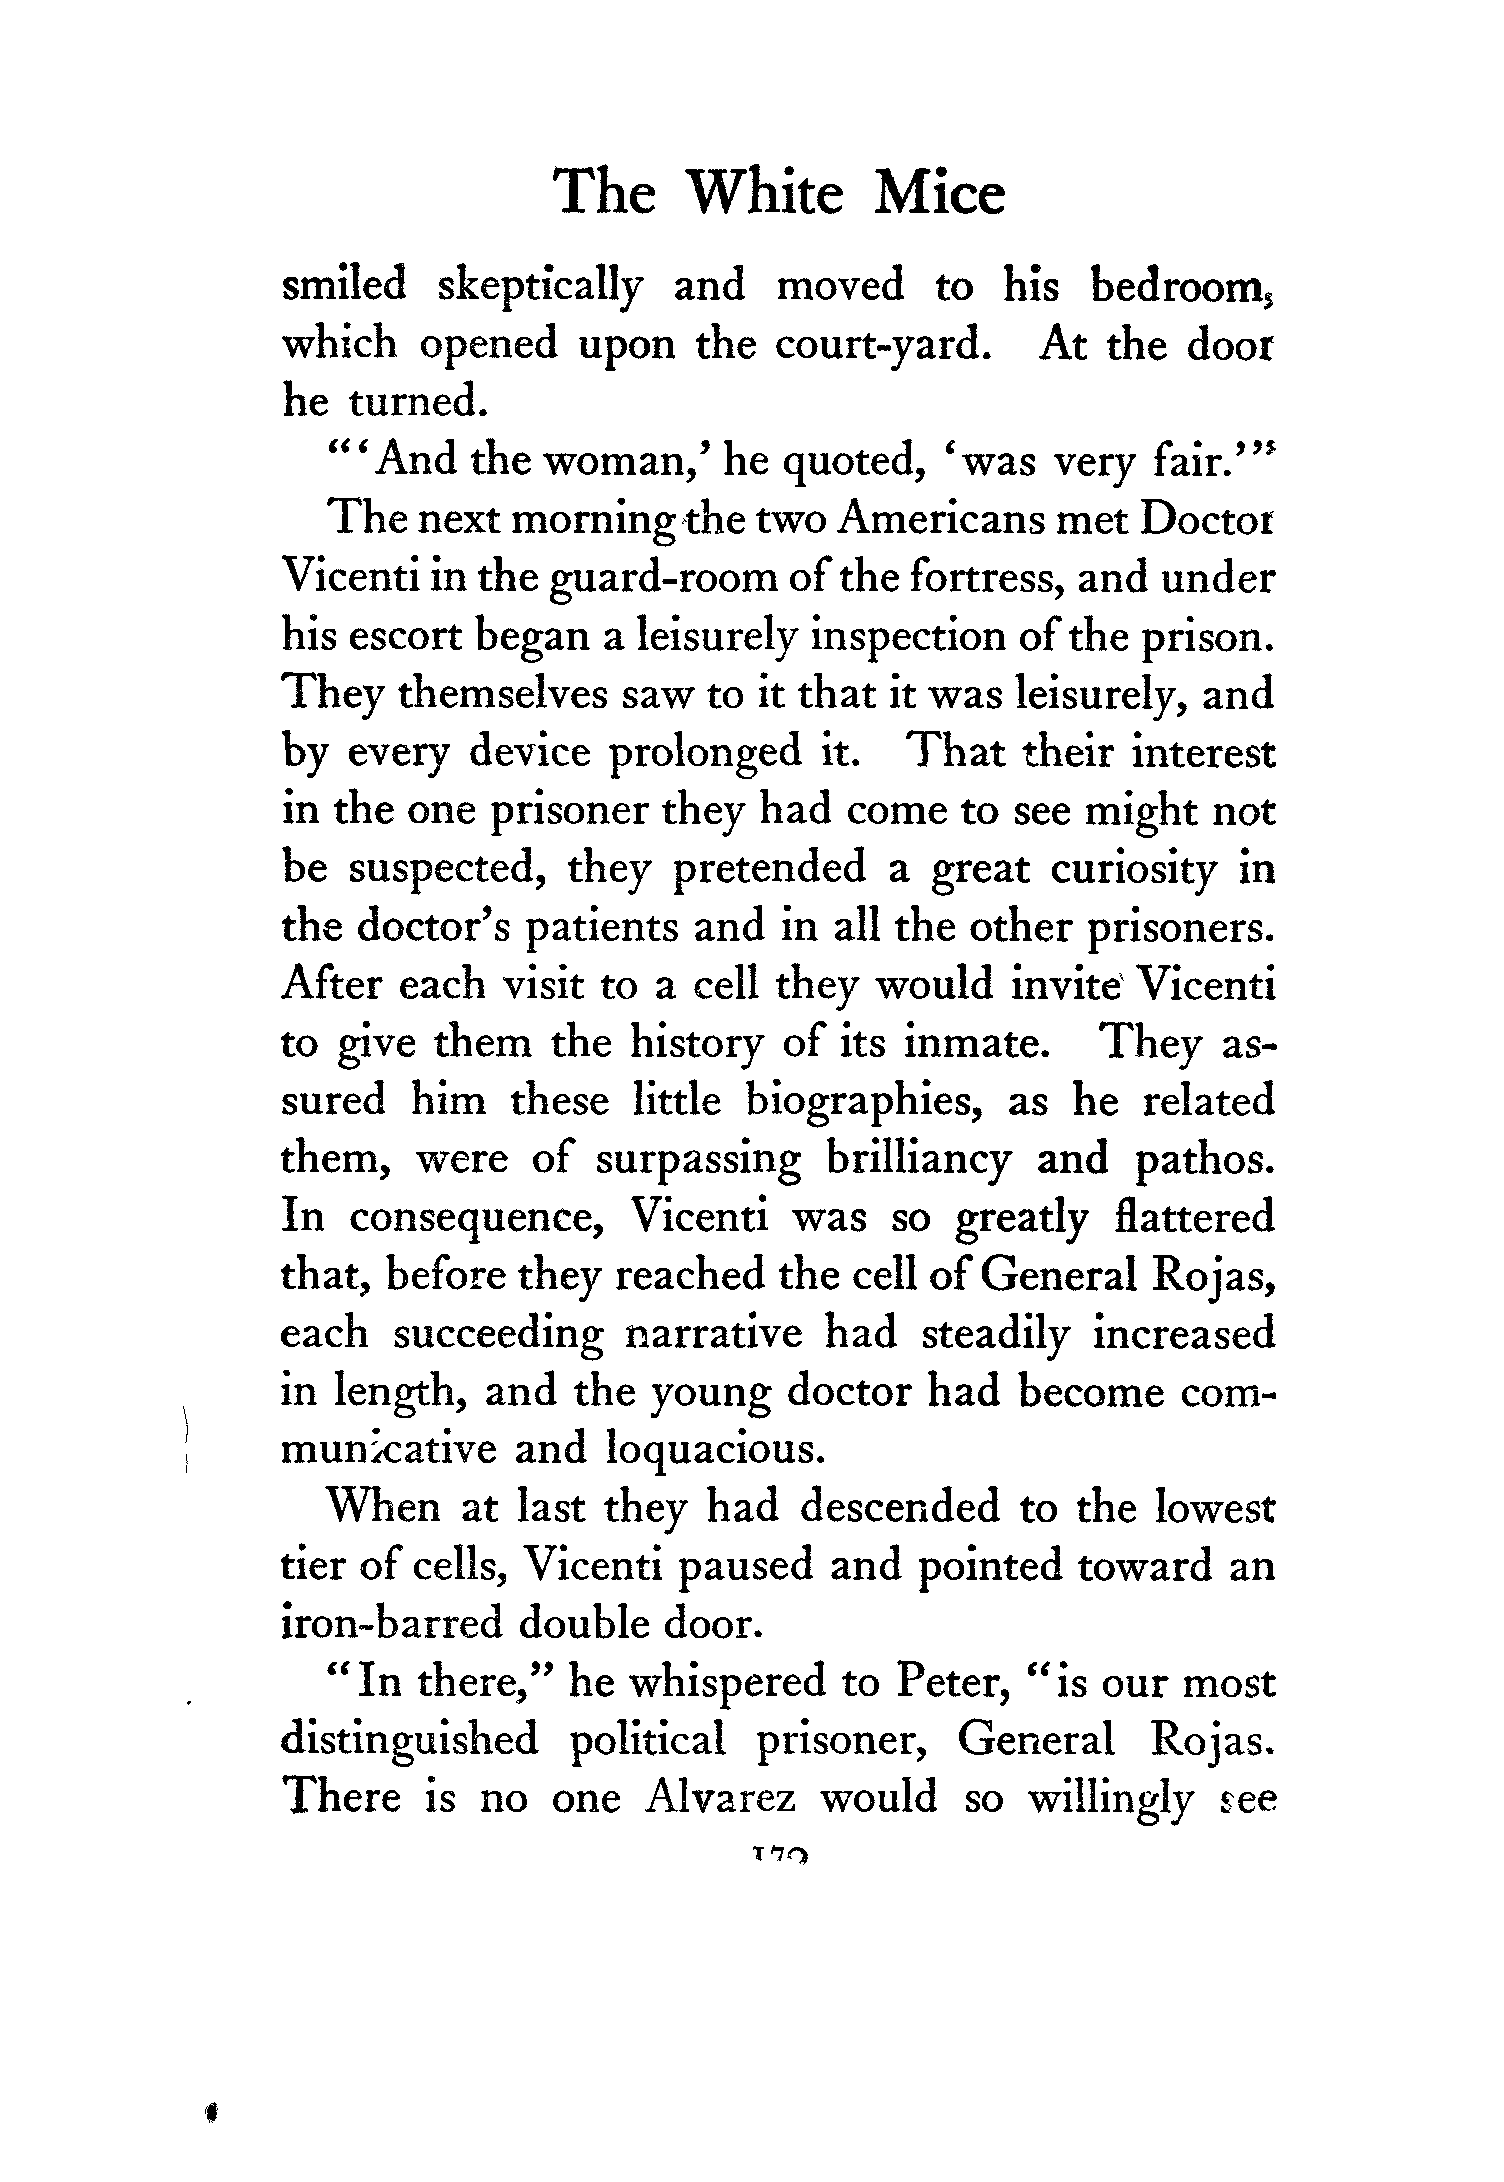 The White Mice
smiled skeptically and moved to his bedroom,
which opened upon the court-yard. At the door
he turned.
"'And the woman,' he quoted, 'was very fair.'"
The next morning the two Americans met Doctor
Vicenti in the guard-room of the fortress, and under
his escort began a leisurely inspection of the prison.
They themselves saw to it that it was leisurely, and
by every device prolonged it. That their interest
in the one prisoner they had come to see might not
be suspected, they pretended a great curiosity in
the doctor's patients and in all the other prisoners.
After each visit to a cell they would invite Vicenti
to give them the history of its inmate. They as-
sured him these little biographies, as he related
them, were of surpassing brilliancy and pathos.
In consequence, Vicenti was so greatly flattered
that, before they reached the cell of General Rojas,
each succeeding narrative had steadily increased
in length, and the young doctor had become com-
municative and loquacious.
When at last they had descended to the lowest
tier of cells, Vicenti paused and pointed toward an
iron-barred double door.
"In there," he whispered to Peter, "is our most
distinguished political prisoner, General Rojas.
There is no one Alvarez would so willingly see